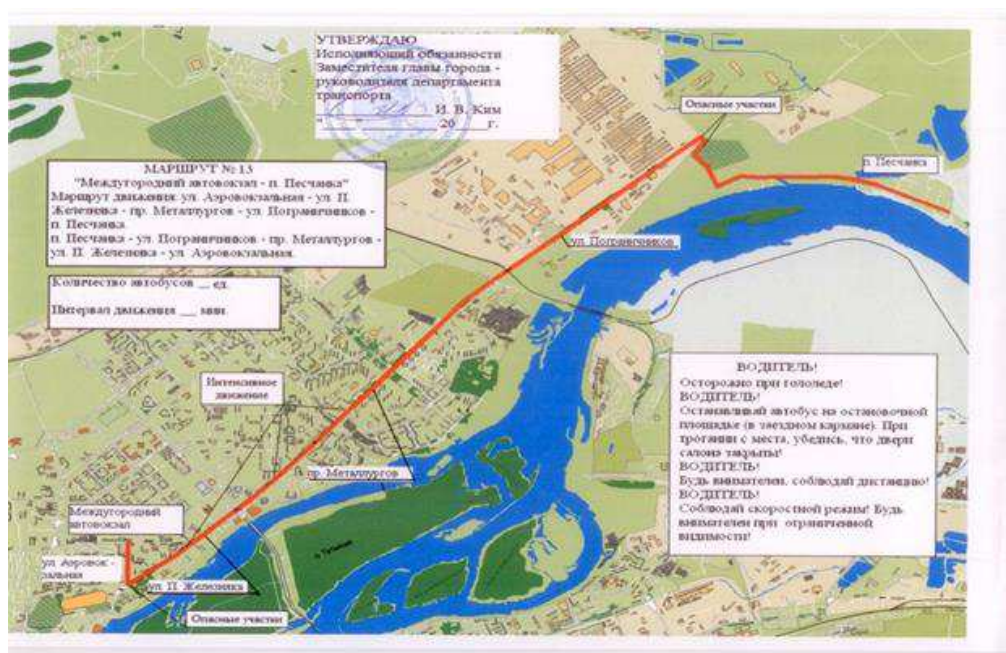 УТВЕРЖДАЮ
Исполняющий обязанности
Заместителя главы города -
руководителя департамента
транспорта
И. В. Ким
" 20 г.
Опасные участки
п. Песчанка
МАРШРУТ № 13
"Междугородний автовокзал - п. Песчанка"
Маршрут движения: ул. Аэровокзальная - ул. П.
Железняка - пр. Металлургов - ул. Пограничников -
п. Песчанка.
п. Песчанка - ул. Пограничников - пр. Металлургов -
ул. П. Железняка - ул. Аэровокзальная.
ул. Пограничников
Количество автобусов __ ед.
Интервал движения ___ мин.
Интенсивное
движение
ВОДИТЕЛЬ!
Осторожно при гололеде!
ВОДИТЕЛЬ!
Останавливай автобус на остановочной
площадке (в заездном кармане). При
трогании с места, убедись, что двери
салона закрыты!
ВОДИТЕЛЬ!
Будь внимателен, соблюдай дистанцию!
ВОДИТЕЛЬ!
Соблюдай скоростной режим! Будь
внимателен при ограниченной
видимости!
пр. Металлургов
Междугородний
автовокзал
о. Татышев
ул. Аэровок -
зальная
ул. П. Железняка
Опасные участки